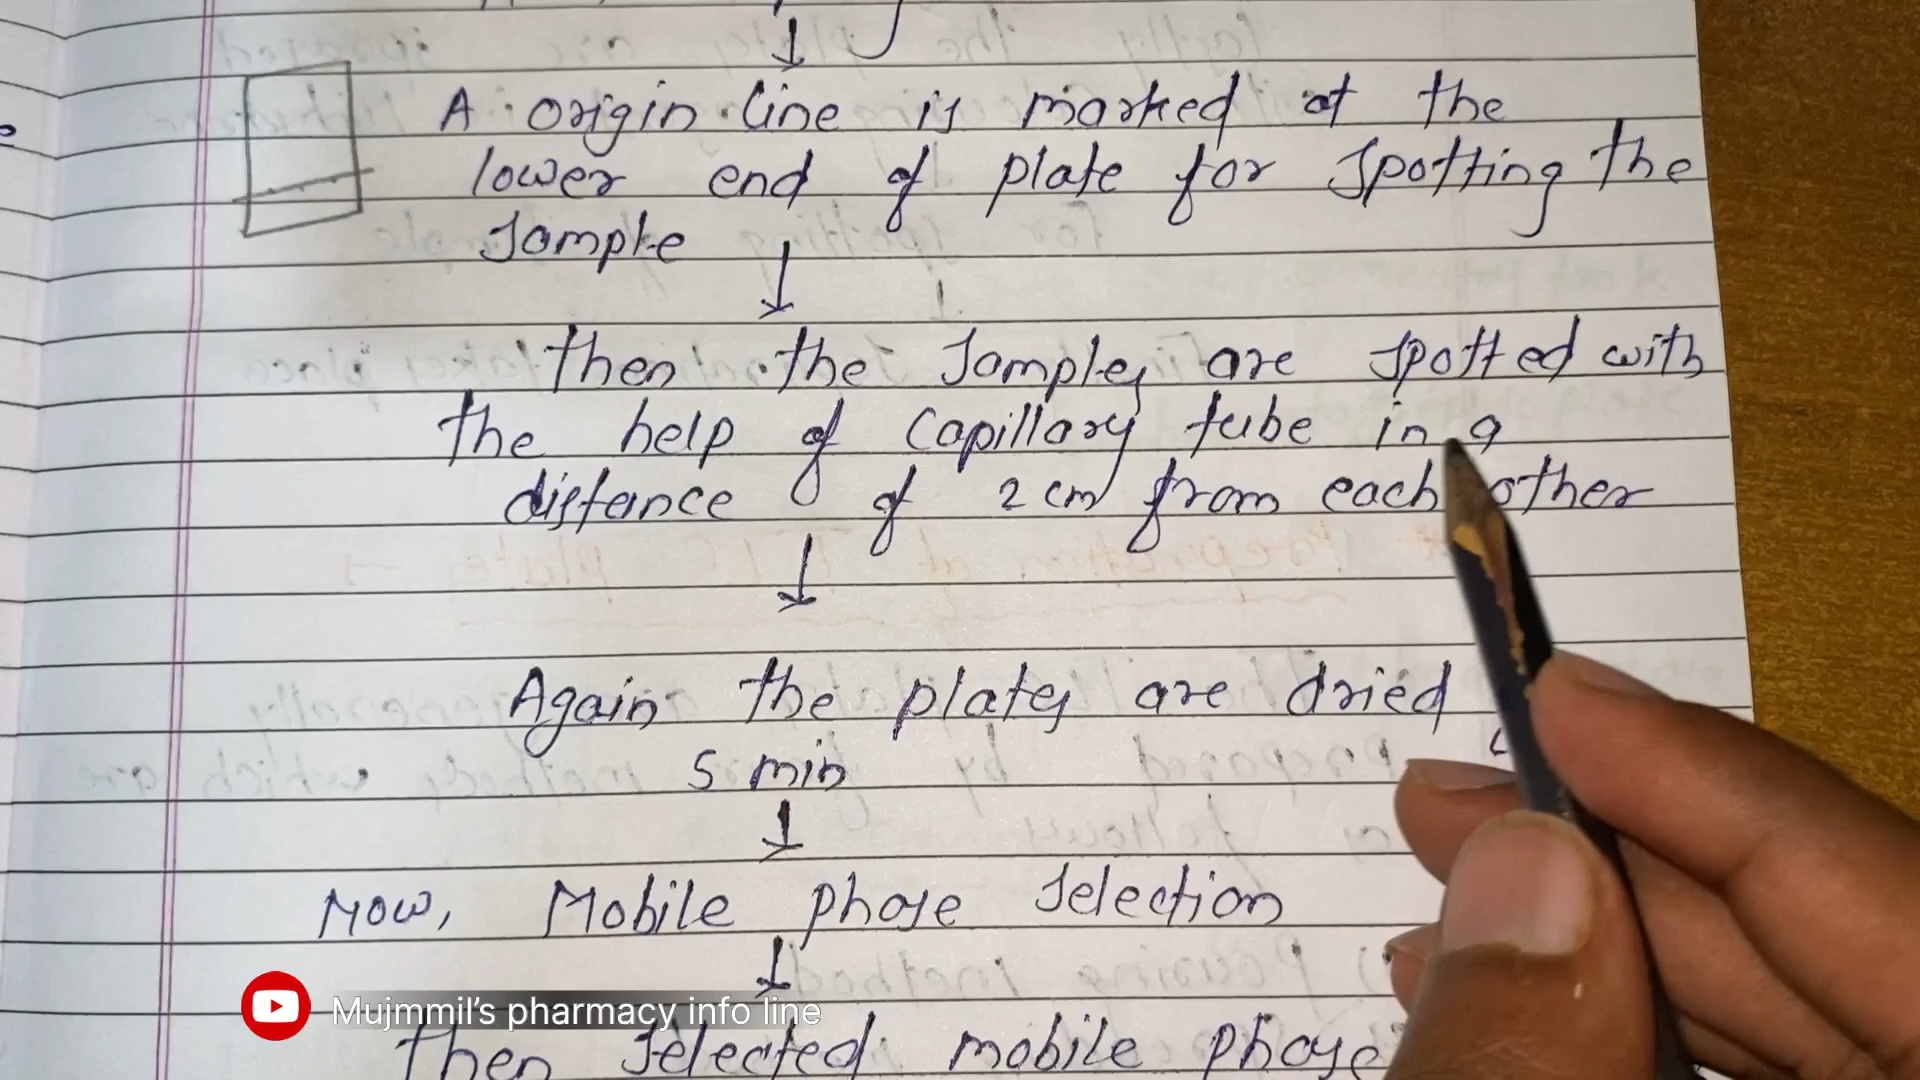 A origin line is marked at the
lower end of plate for spotting the
sample
then the samples are spotted with
the help of capillary tube in a
distance of 2 cm from each other
Again the plates are dried
5 min
Now, Mobile phase selection
then selected mobile phase
Mujmmil's pharmacy info line